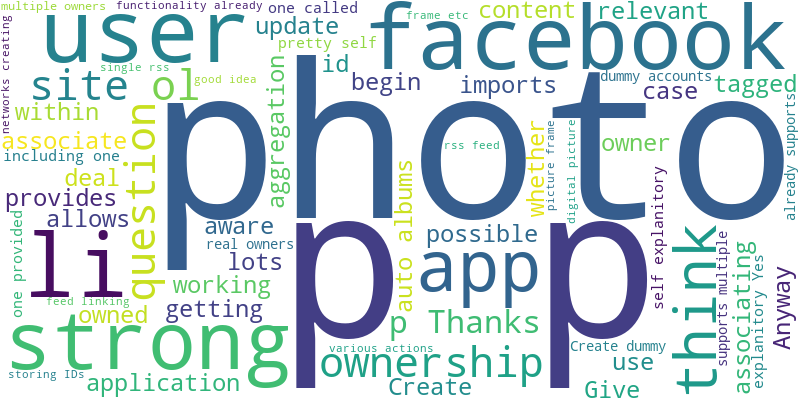 multiple owners
functionality already
one called
frame etc
content
relevant
user
update
facebook
pretty self
networks creating
single rss
id
site
ol
good idea
begin
imports
dummy accounts
case
tagged
within
question
aggregation
photo
associate
rss feed
whether
picture frame
digital picture
owner
already supports
including one
deal
provides
allows
aware
auto albums
possible
self explanatory
real owners
one provided
li
lots
p p
app
think
supports multiple
associating
explanatory Yes
Anyway
working
feed linking
owned
getting
p
Thanks
strong
various actions
ownership
Create dummy
use
storing IDs
application
Create
Give